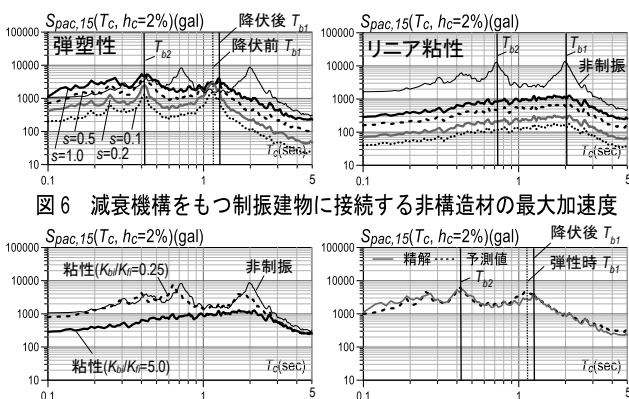 Spac,15(Tc, hc=2%)(gal)
降伏後 Tb1
降伏前 Tb1
弾塑性
Tb2
100000
10000
1000
100
10
s=0.5
s=0.1
s=1.0
s=0.2
Tc(sec)
0.1
1
5
Spac,15(Tc, hc=2%)(gal)
リニア粘性
Tb2
Tb1
非制振
100000
10000
1000
100
10
Tc(sec)
0.1
1
5
図6 減衰機構をもつ制振建物に接続する非構造材の最大加速度
Spac,15(Tc, hc=2%)(gal)
粘性(Kbi/Kfi=0.25)
非制振
100000
10000
1000
100
10
粘性(Kbi/Kfi=5.0)
Tc(sec)
0.1
1
5
Spac,15(Tc, hc=2%)(gal)
降伏後 Tb1
精解
予測値
弾性時 Tb1
Tb2
100000
10000
1000
100
10
Tc(sec)
0.1
1
5